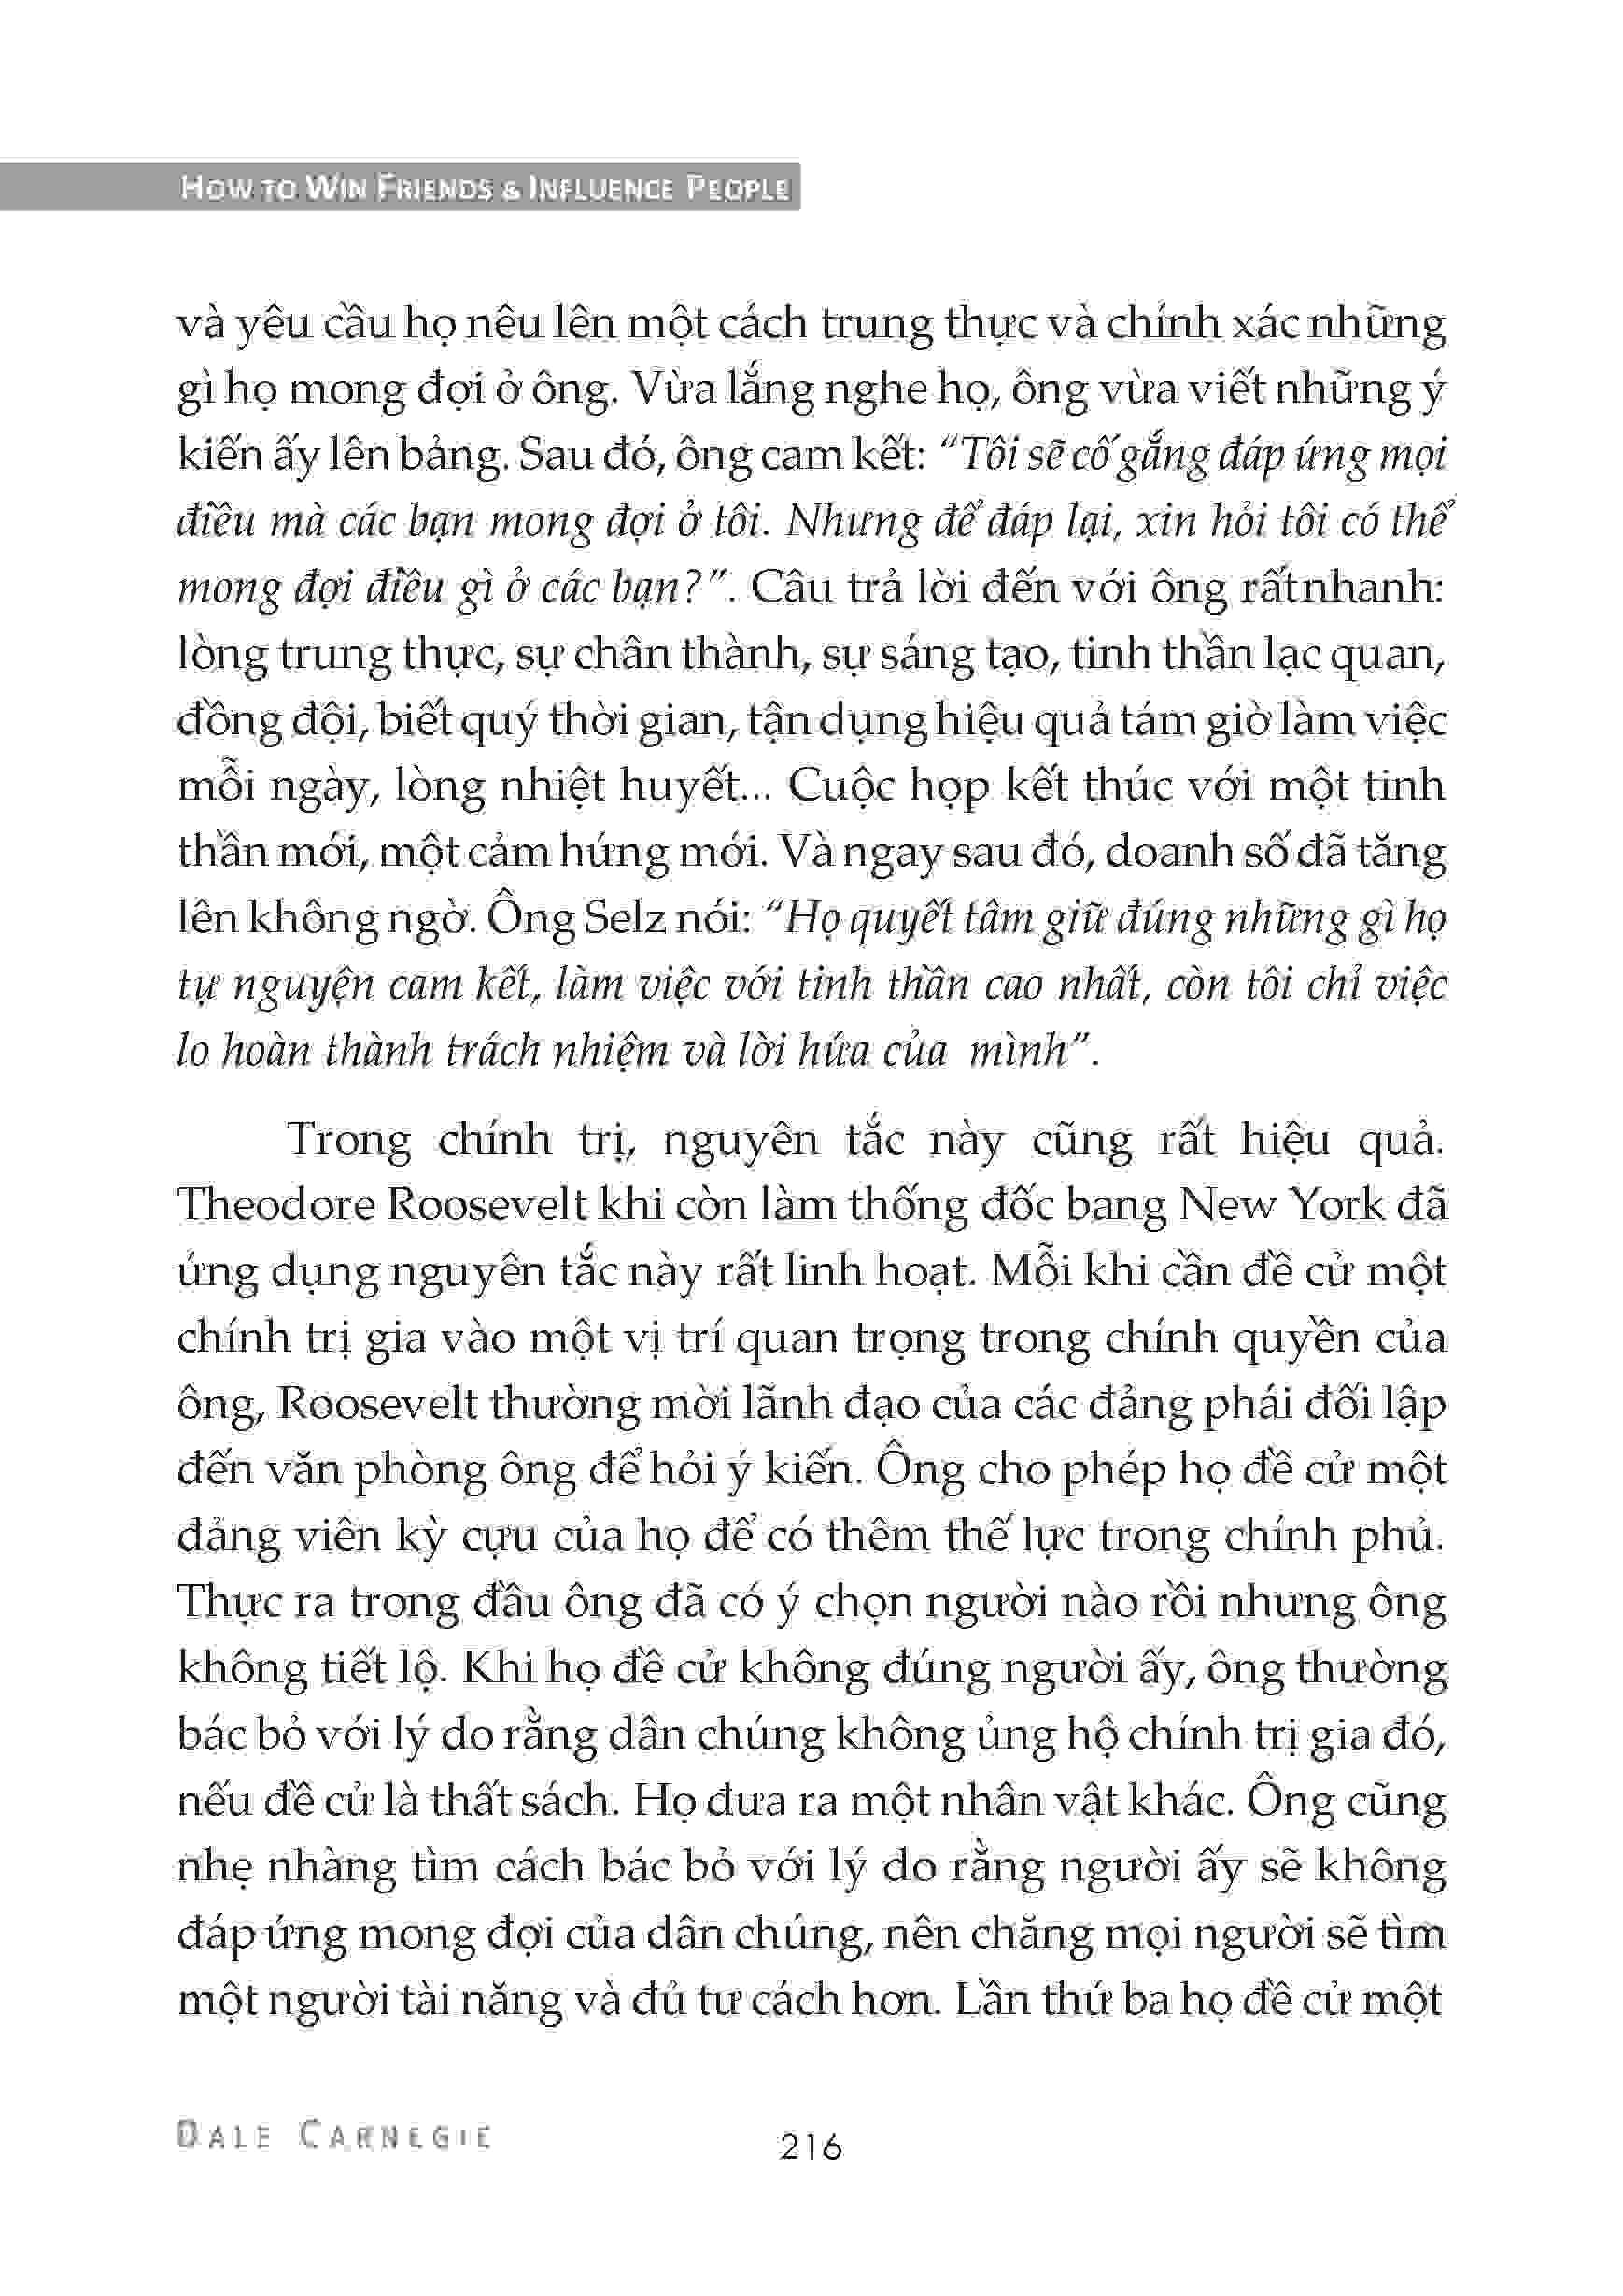 HOW TO WIN FRIENDS & INFLUENCE PEOPLE
và yêu cầu họ nêu lên một cách trung thực và chính xác những
gì họ mong đợi ở ông. Vừa lắng nghe họ, ông vừa viết những ý
kiến ấy lên bảng. Sau đó, ông cam kết: “Tôi sẽ cố gắng đáp ứng mọi
điều mà các bạn mong đợi ở tôi. Nhưng để đáp lại, xin hỏi tôi có thể
mong đợi điều gì ở các bạn?”. Câu trả lời đến với ông rất nhanh:
lòng trung thực, sự chân thành, sự sáng tạo, tinh thần lạc quan,
đồng đội, biết quý thời gian, tận dụng hiệu quả tám giờ làm việc
mỗi ngày, lòng nhiệt huyết... Cuộc họp kết thúc với một tinh
thần mới, một cảm hứng mới. Và ngay sau đó, doanh số đã tăng
lên không ngờ. Ông Selz nói: “Họ quyết tâm giữ đúng những gì họ
tự nguyện cam kết, làm việc với tinh thần cao nhất, còn tôi chỉ việc
lo hoàn thành trách nhiệm và lời hứa của mình”.
Trong chính trị, nguyên tắc này cũng rất hiệu quả.
Theodore Roosevelt khi còn làm thống đốc bang New York đã
ứng dụng nguyên tắc này rất linh hoạt. Mỗi khi cần đề cử một
chính trị gia vào một vị trí quan trọng trong chính quyền của
ông, Roosevelt thường mời lãnh đạo của các đảng phái đối lập
đến văn phòng ông để hỏi ý kiến. Ông cho phép họ đề cử một
đảng viên kỳ cựu của họ để có thêm thế lực trong chính phủ.
Thực ra trong đầu ông đã có ý chọn người nào rồi nhưng ông
không tiết lộ. Khi họ đề cử không đúng người ấy, ông thường
bác bỏ với lý do rằng dân chúng không ủng hộ chính trị gia đó,
nếu đề cử là thất sách. Họ đưa ra một nhân vật khác. Ông cũng
nhẹ nhàng tìm cách bác bỏ với lý do rằng người ấy sẽ không
đáp ứng mong đợi của dân chúng, nên chăng mọi người sẽ tìm
một người tài năng và đủ tư cách hơn. Lần thứ ba họ đề cử một
DALE CARNEGIE
216